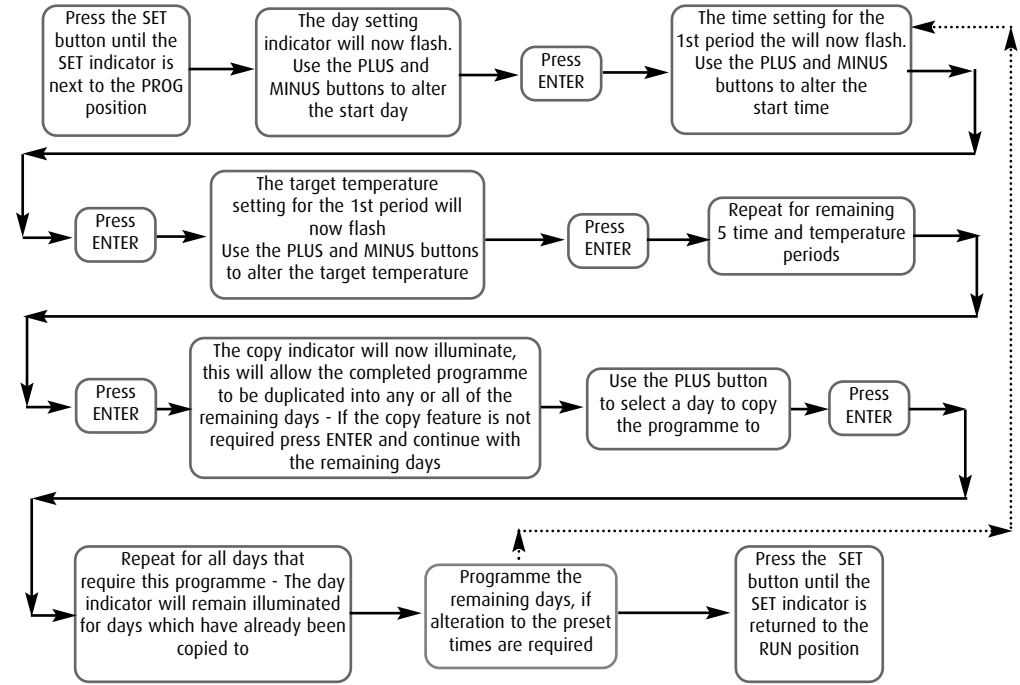 Press the SET
button until the
SET indicator is
next to the PROG
position
The day setting
indicator will now flash.
Use the PLUS and
MINUS buttons to alter
the start day
Press
ENTER
The time setting for the
1st period the will now flash.
Use the PLUS and MINUS
buttons to alter the
start time
Press
ENTER
The target temperature
setting for the 1st period will
now flash
Use the PLUS and MINUS buttons
to alter the target temperature
Press
ENTER
Repeat for remaining
5 time and temperature
periods
Press
ENTER
The copy indicator will now illuminate,
this will allow the completed programme
to be duplicated into any or all of the
remaining days - If the copy feature is not
required press ENTER and continue with
the remaining days
Use the PLUS button
to select a day to copy
the programme to
Press
ENTER
Repeat for all days that
require this programme - The day
indicator will remain illuminated
for days which have already been
copied to
Programme the
remaining days, if
alteration to the preset
times are required
Press the SET
button until the
SET indicator is
returned to the
RUN position